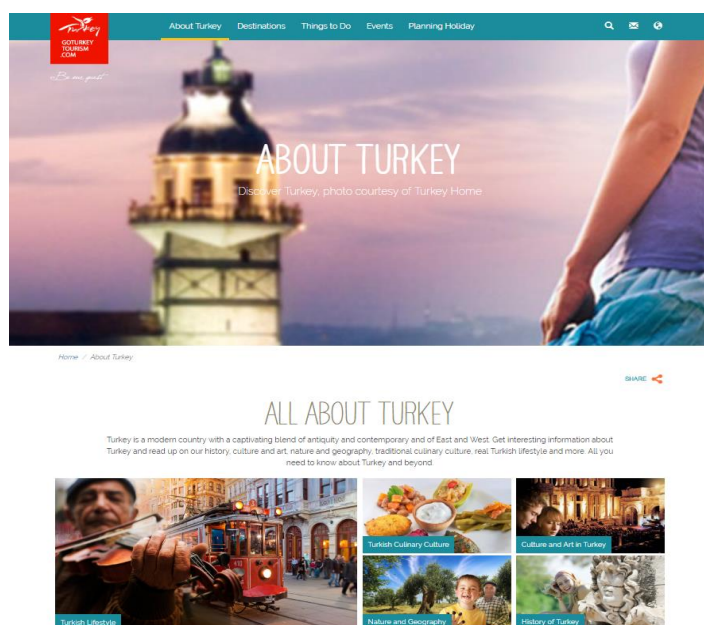 Turkey
GOTURKEY
TOURISM
.COM
Be our guest
About Turkey Destinations Things to Do Events Planning Holiday
ABOUT TURKEY
Discover Turkey, photo courtesy of Turkey Home
Home / About Turkey
SHARE
ALL ABOUT TURKEY
Turkey is a modern country with a captivating blend of antiquity and contemporary and of East and West. Get interesting information about
Turkey and read up on our history, culture and art, nature and geography, traditional culinary culture, real Turkish lifestyle and more. All you
need to know about Turkey and beyond.
Turkish Culinary Culture
Culture and Art in Turkey
Turkish Lifestyle
Nature and Geography
History of Turkey